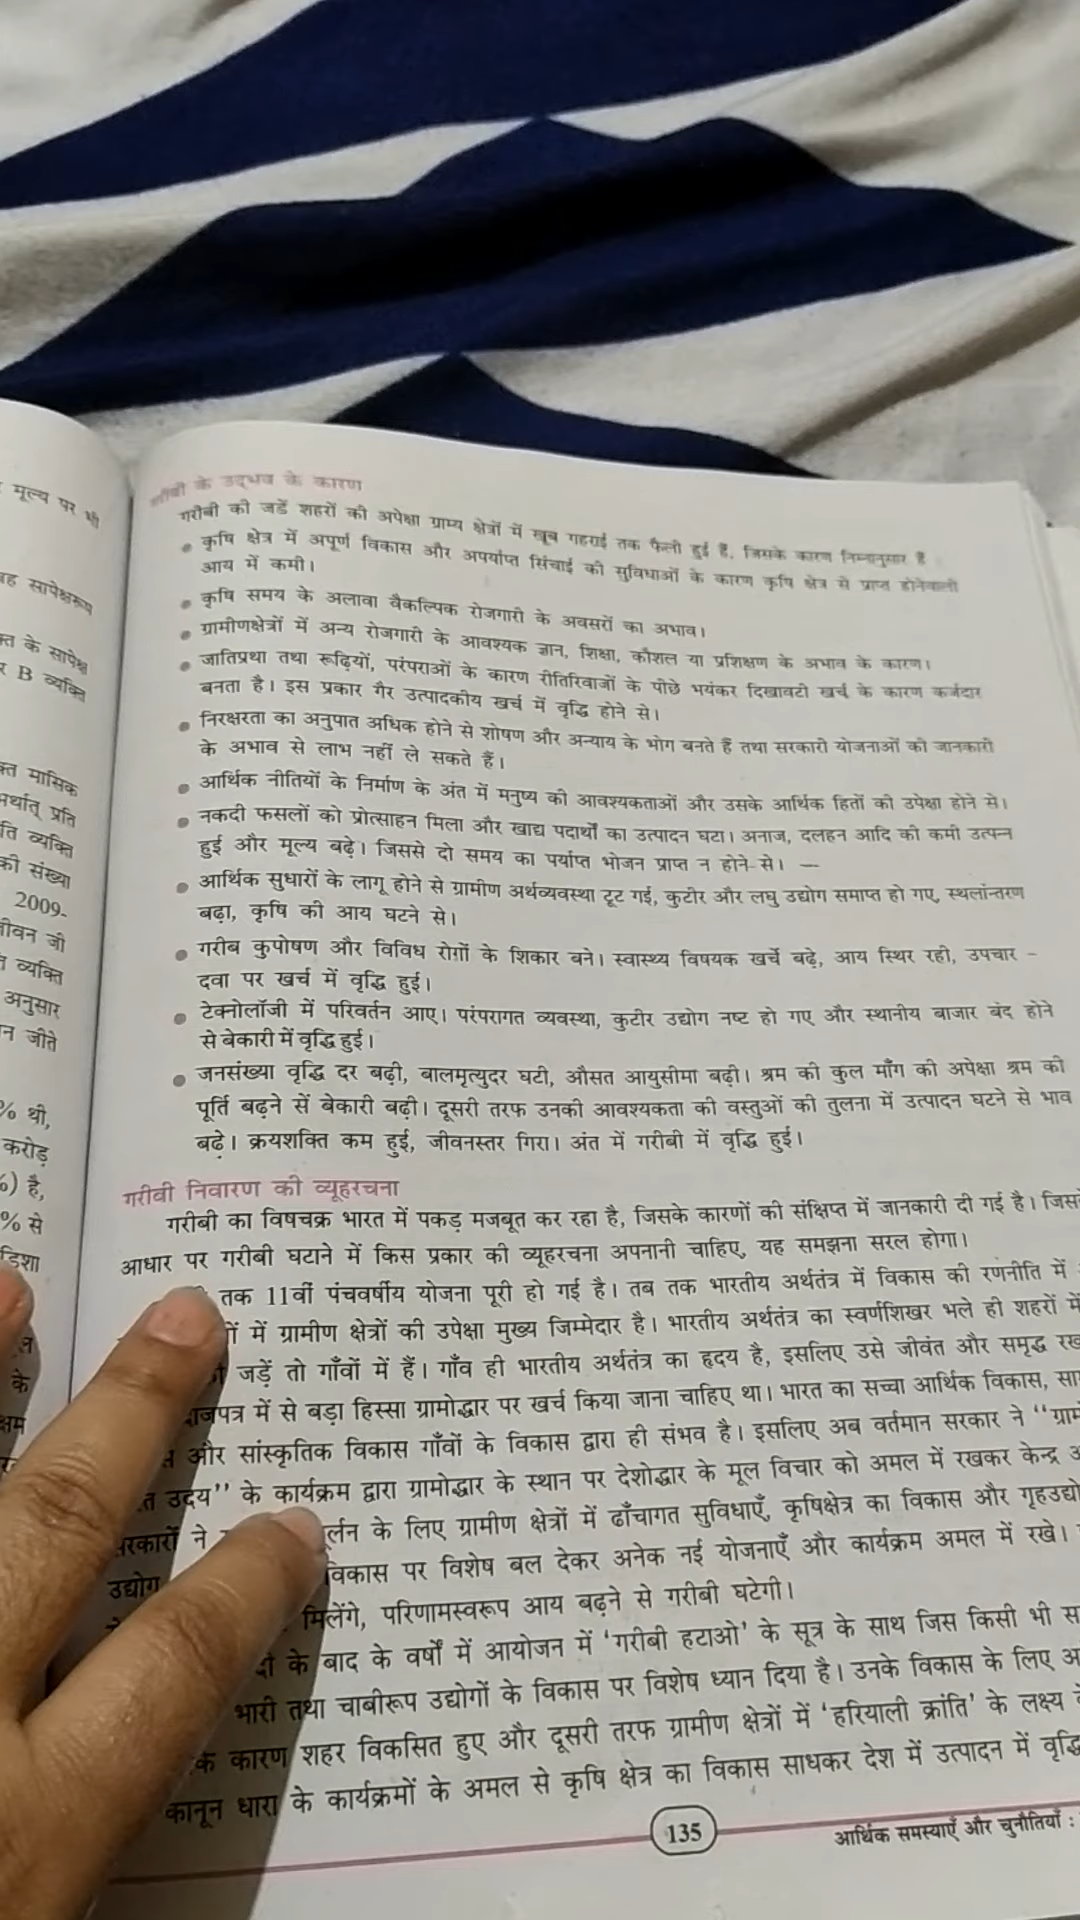 मूल्य पर भी
सापेक्षरूप
के सापेक्ष
B व्यक्ति
मासिक
अर्थात् प्रति
व्यक्ति
की संख्या
2009-
जीवन जी
व्यक्ति
अनुसार
जीते
% थी,
करोड़
है,
% से
के
गरीबी के उद्भव के कारण
गरीबी की जड़ें शहरों की अपेक्षा ग्राम्य क्षेत्रों में खूब गहराई तक फैली हुई हैं, जिसके कारण निम्नानुसार हैं
● कृषि क्षेत्र में अपूर्ण विकास और अपर्याप्त सिंचाई की सुविधाओं के कारण कृषि क्षेत्र से प्राप्त होनेवाली
आय में कमी।
● कृषि समय के अलावा वैकल्पिक रोजगारी के अवसरों का अभाव।
● ग्रामीणक्षेत्रों में अन्य रोजगारी के आवश्यक ज्ञान, शिक्षा, कौशल या प्रशिक्षण के अभाव के कारण।
● जातिप्रथा तथा रूढ़ियों, परंपराओं के कारण रीतिरिवाजों के पीछे भयंकर दिखावटी खर्च के कारण कर्जदार
बनता है। इस प्रकार गैर उत्पादकीय खर्च में वृद्धि होने से।
● निरक्षरता का अनुपात अधिक होने से शोषण और अन्याय के भोग बनते हैं तथा सरकारी योजनाओं की जानकारी
के अभाव से लाभ नहीं ले सकते हैं।
● आर्थिक नीतियों के निर्माण के अंत में मनुष्य की आवश्यकताओं और उसके आर्थिक हितों की उपेक्षा होने से।
● नकदी फसलों को प्रोत्साहन मिला और खाद्य पदार्थों का उत्पादन घटा। अनाज, दलहन आदि की कमी उत्पन्न
हुई और मूल्य बढ़े। जिससे दो समय का पर्याप्त भोजन प्राप्त न होने से। —
● आर्थिक सुधारों के लागू होने से ग्रामीण अर्थव्यवस्था टूट गई, कुटीर और लघु उद्योग समाप्त हो गए, स्थलांन्तरण
बढ़ा, कृषि की आय घटने से।
● गरीब कुपोषण और विविध रोगों के शिकार बने। स्वास्थ्य विषयक खर्चे बढ़े, आय स्थिर रही, उपचार –
दवा पर खर्च में वृद्धि हुई।
● टेक्नोलॉजी में परिवर्तन आए। परंपरागत व्यवस्था, कुटीर उद्योग नष्ट हो गए और स्थानीय बाजार बंद होने
से बेकारी में वृद्धि हुई।
● जनसंख्या वृद्धि दर बढ़ी, बालमृत्युदर घटी, औसत आयुसीमा बढ़ी। श्रम की कुल माँग की अपेक्षा श्रम की
पूर्ति बढ़ने सें बेकारी बढ़ी। दूसरी तरफ उनकी आवश्यकता की वस्तुओं की तुलना में उत्पादन घटने से भाव
बढ़े। क्रयशक्ति कम हुई, जीवनस्तर गिरा। अंत में गरीबी में वृद्धि हुई।
गरीबी निवारण की व्यूहरचना
गरीबी का विषचक्र भारत में पकड़ मजबूत कर रहा है, जिसके कारणों की संक्षिप्त में जानकारी दी गई है।
आधार पर गरीबी घटाने में किस प्रकार की व्यूहरचना अपनानी चाहिए, यह समझना सरल होगा।
तक 11वीं पंचवर्षीय योजना पूरी हो गई है। तब तक भारतीय अर्थतंत्र में विकास की रणनीति में
में ग्रामीण क्षेत्रों की उपेक्षा मुख्य जिम्मेदार है। भारतीय अर्थतंत्र का स्वर्णशिखर भले ही शहरों में
जड़ें तो गाँवों में हैं। गाँव ही भारतीय अर्थतंत्र का हृदय है, इसलिए उसे जीवंत और समृद्ध
में से बड़ा हिस्सा ग्रामोद्धार पर खर्च किया जाना चाहिए था। भारत का सच्चा आर्थिक विकास,
और सांस्कृतिक विकास गाँवों के विकास द्वारा ही संभव है। इसलिए अब वर्तमान सरकार ने
उदय’’ के कार्यक्रम द्वारा ग्रामोद्धार के स्थान पर देशोद्धार के मूल विचार को अमल में रखकर केन्द्र
सरकारों ने के लिए ग्रामीण क्षेत्रों में ढाँचागत सुविधाएँ, कृषिक्षेत्र का विकास और
उद्योग विकास पर विशेष बल देकर अनेक नई योजनाएँ और कार्यक्रम अमल में रखे।
मिलेंगे, परिणामस्वरूप आय बढ़ने से गरीबी घटेगी।
के बाद के वर्षों में आयोजन में ‘गरीबी हटाओ’ के सूत्र के साथ जिस किसी भी
भारी तथा चाबीरूप उद्योगों के विकास पर विशेष ध्यान दिया है। उनके विकास के लिए
के कारण शहर विकसित हुए और दूसरी तरफ ग्रामीण क्षेत्रों में ‘हरियाली क्रांति’ के लक्ष्य
कानून धारा के कार्यक्रमों के अमल से कृषि क्षेत्र का विकास साधकर देश में उत्पादन में वृद्धि
135
आर्थिक समस्याएँ और चुनौतियाँ :